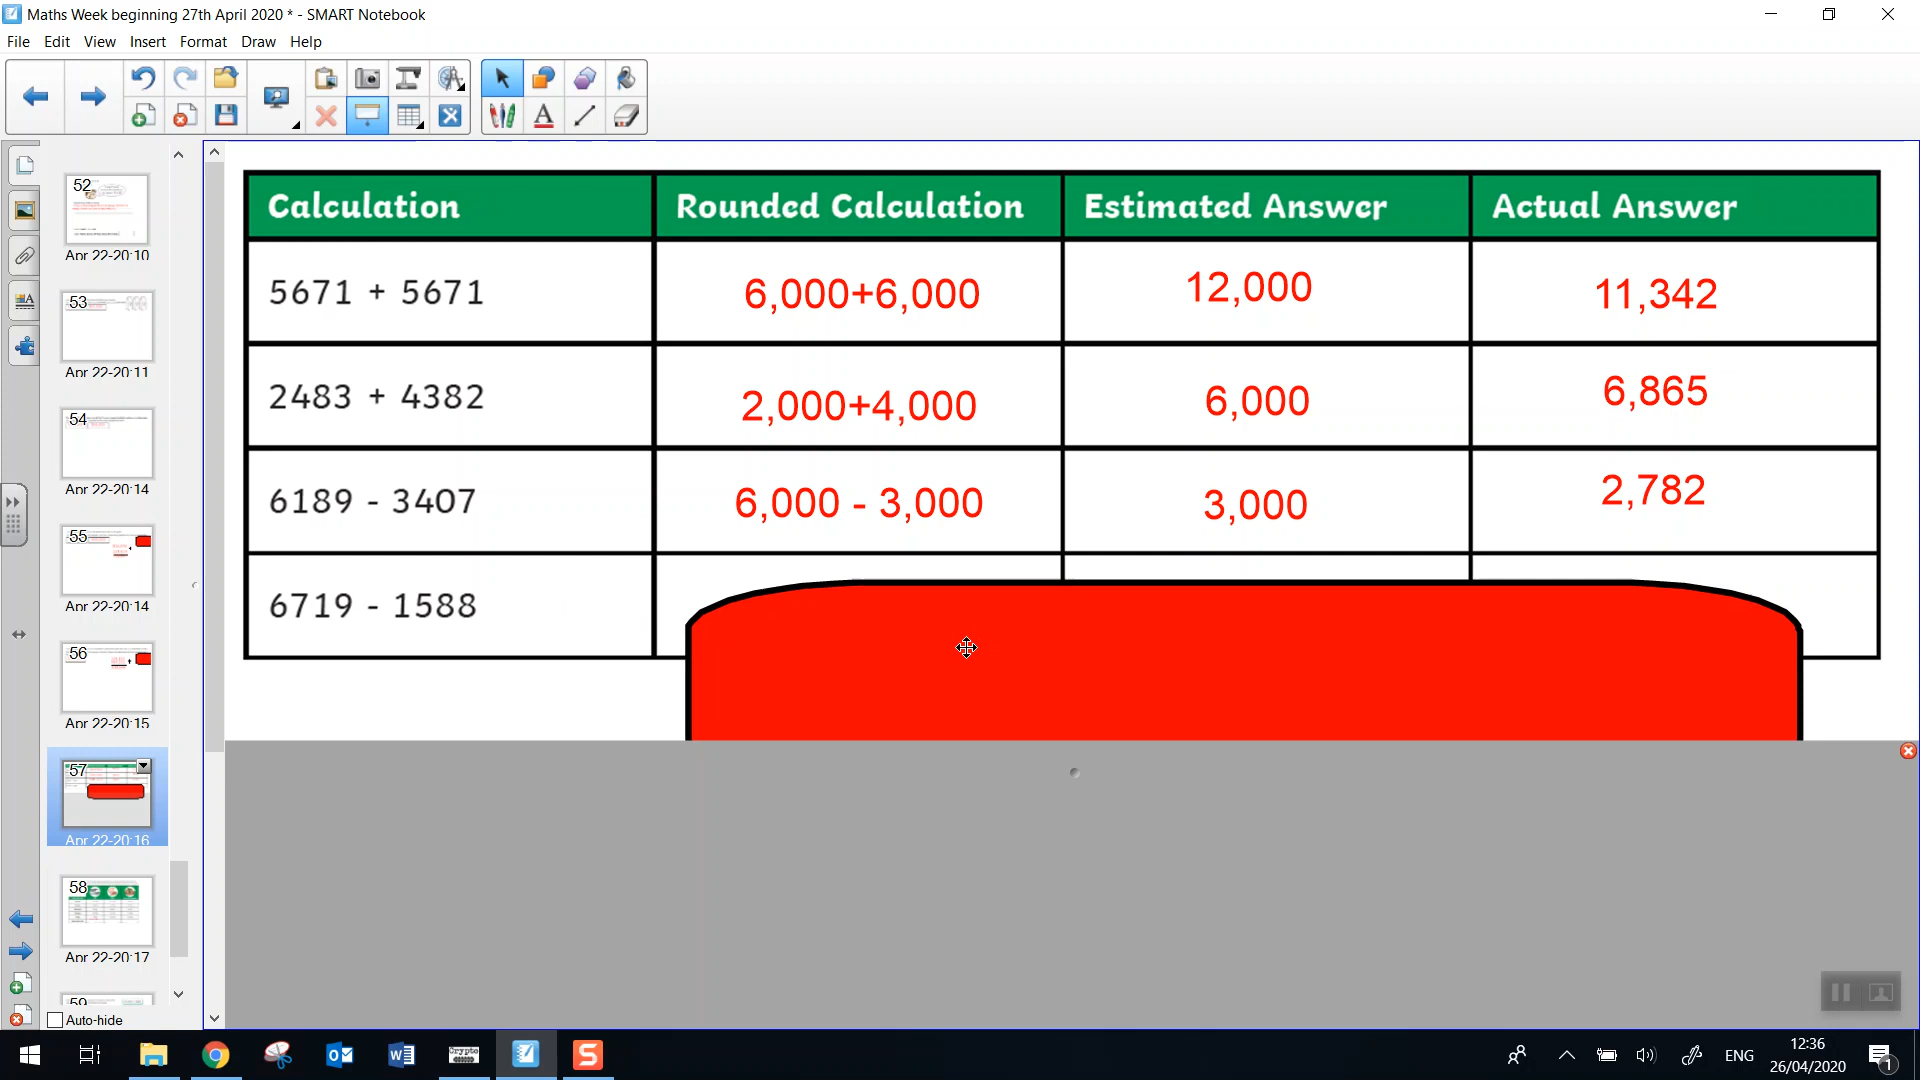 Maths Week beginning 27th April 2020 * - SMART Notebook
File Edit View Insert Format Draw Help
Calculation Rounded Calculation Estimated Answer Actual Answer
5671 + 5671 6,000+6,000 12,000 11,342
2483 + 4382 2,000+4,000 6,000 6,865
6189 - 3407 6,000 - 3,000 3,000 2,782
6719 - 1588
52
Apr 22-20:10
53
Apr 22-20:11
54
Apr 22-20:14
55
Apr 22-20:14
56
Apr 22-20:15
57
Apr 22-20:16
58
Apr 22-20:17
59
Auto-hide
Crypto
ENG
12:36
26/04/2020
1